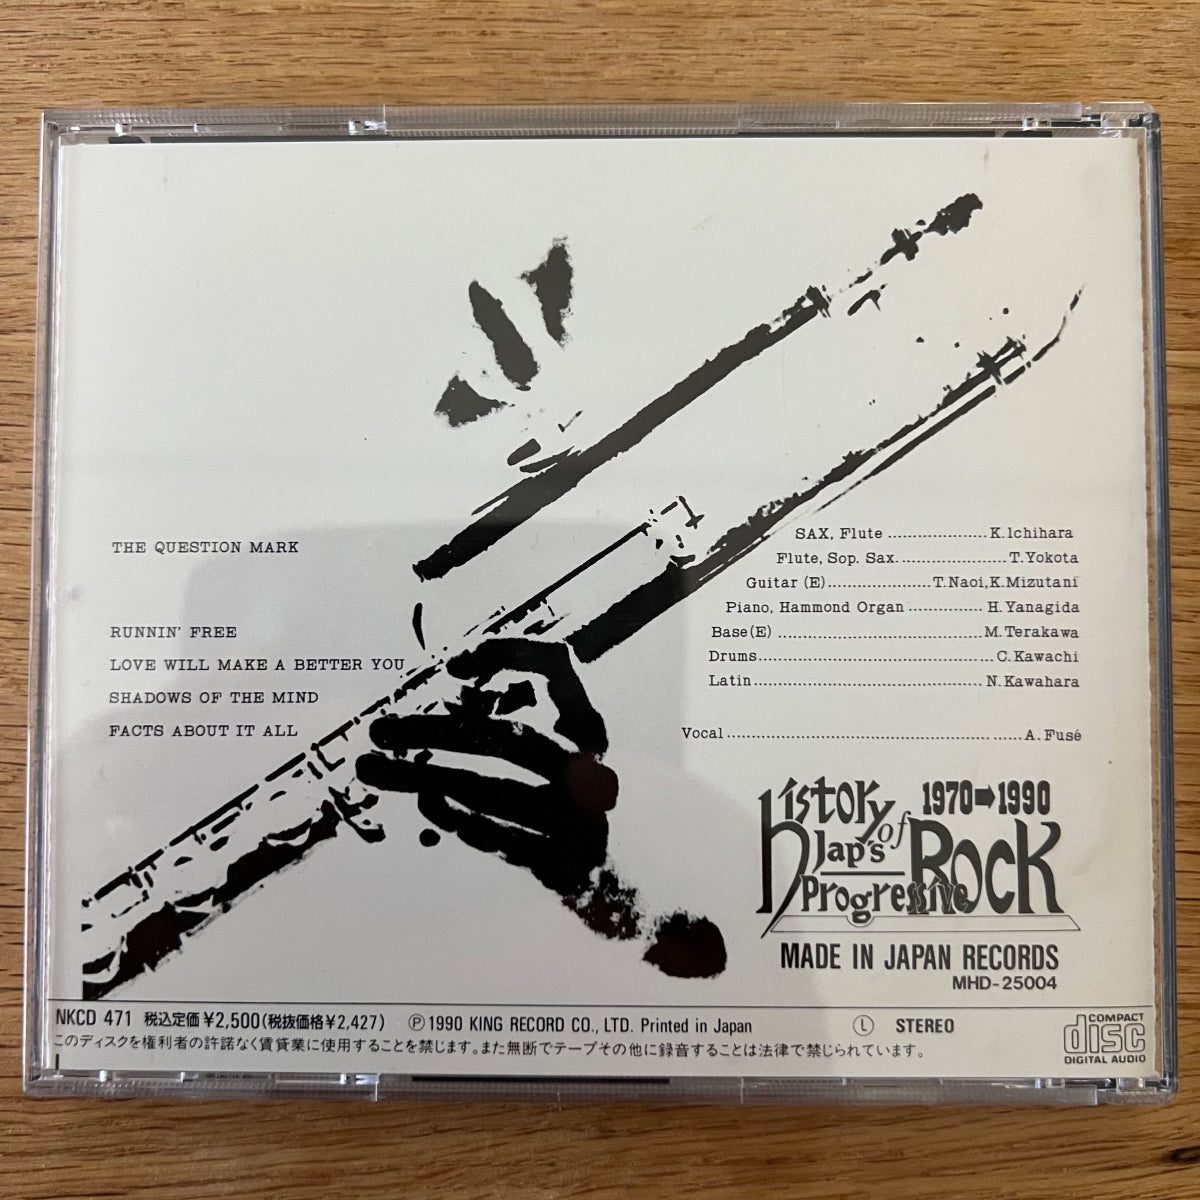 THE QUESTION MARK
RUNNIN' FREE
LOVE WILL MAKE A BETTER YOU
SHADOWS OF THE MIND
FACTS ABOUT IT ALL
SAX, Flute ....................K.Ichihara
Flute, Sop. Sax. ....................T.Yokota
Guitar (E)....................T.Naoi,K.Mizutani
Piano, Hammond Organ .............. H.Yanagida
Base(E) ........................................M.Terakawa
Drums..............................................C.Kawachi
Latin............................................. N.Kawahara
Vocal......................................................A.Fusé
History of Jap's Progressive Rock 1970➡1990
MADE IN JAPAN RECORDS
MHD-25004
NKCD 471 税込定価¥2,500(税抜価格¥2,427) Ⓟ1990 KING RECORD CO., LTD. Printed in Japan Ⓛ STEREO
このディスクを権利者の許諾なく賃貸業に使用することを禁じます。また無断でテープその他に録音することは法律で禁じられています。
COMPACT
disc
DIGITAL AUDIO